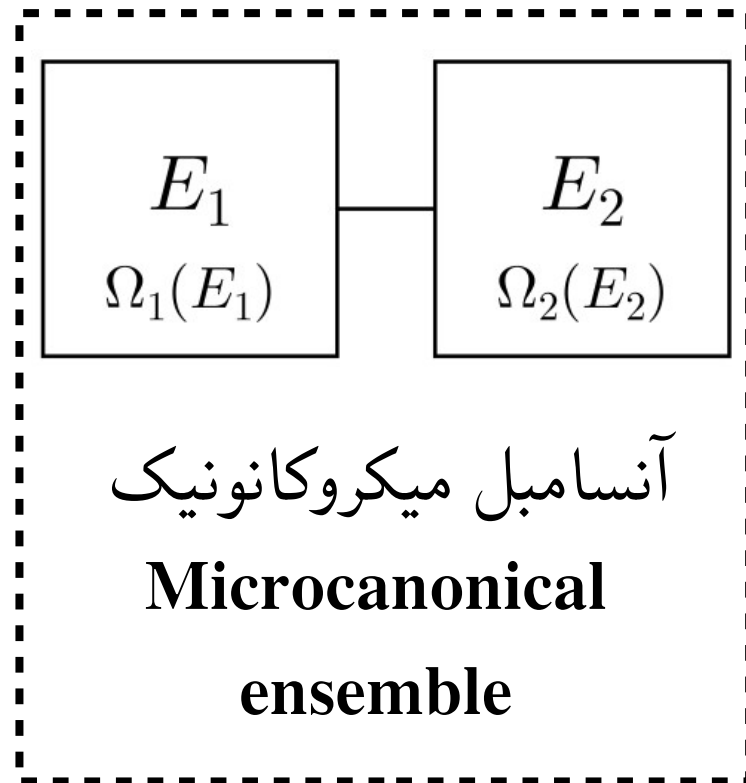 E₁
E₂
Ω₁(E₁)
Ω₂(E₂)
آنسامبل میکروکانونیک
Microcanonical
ensemble